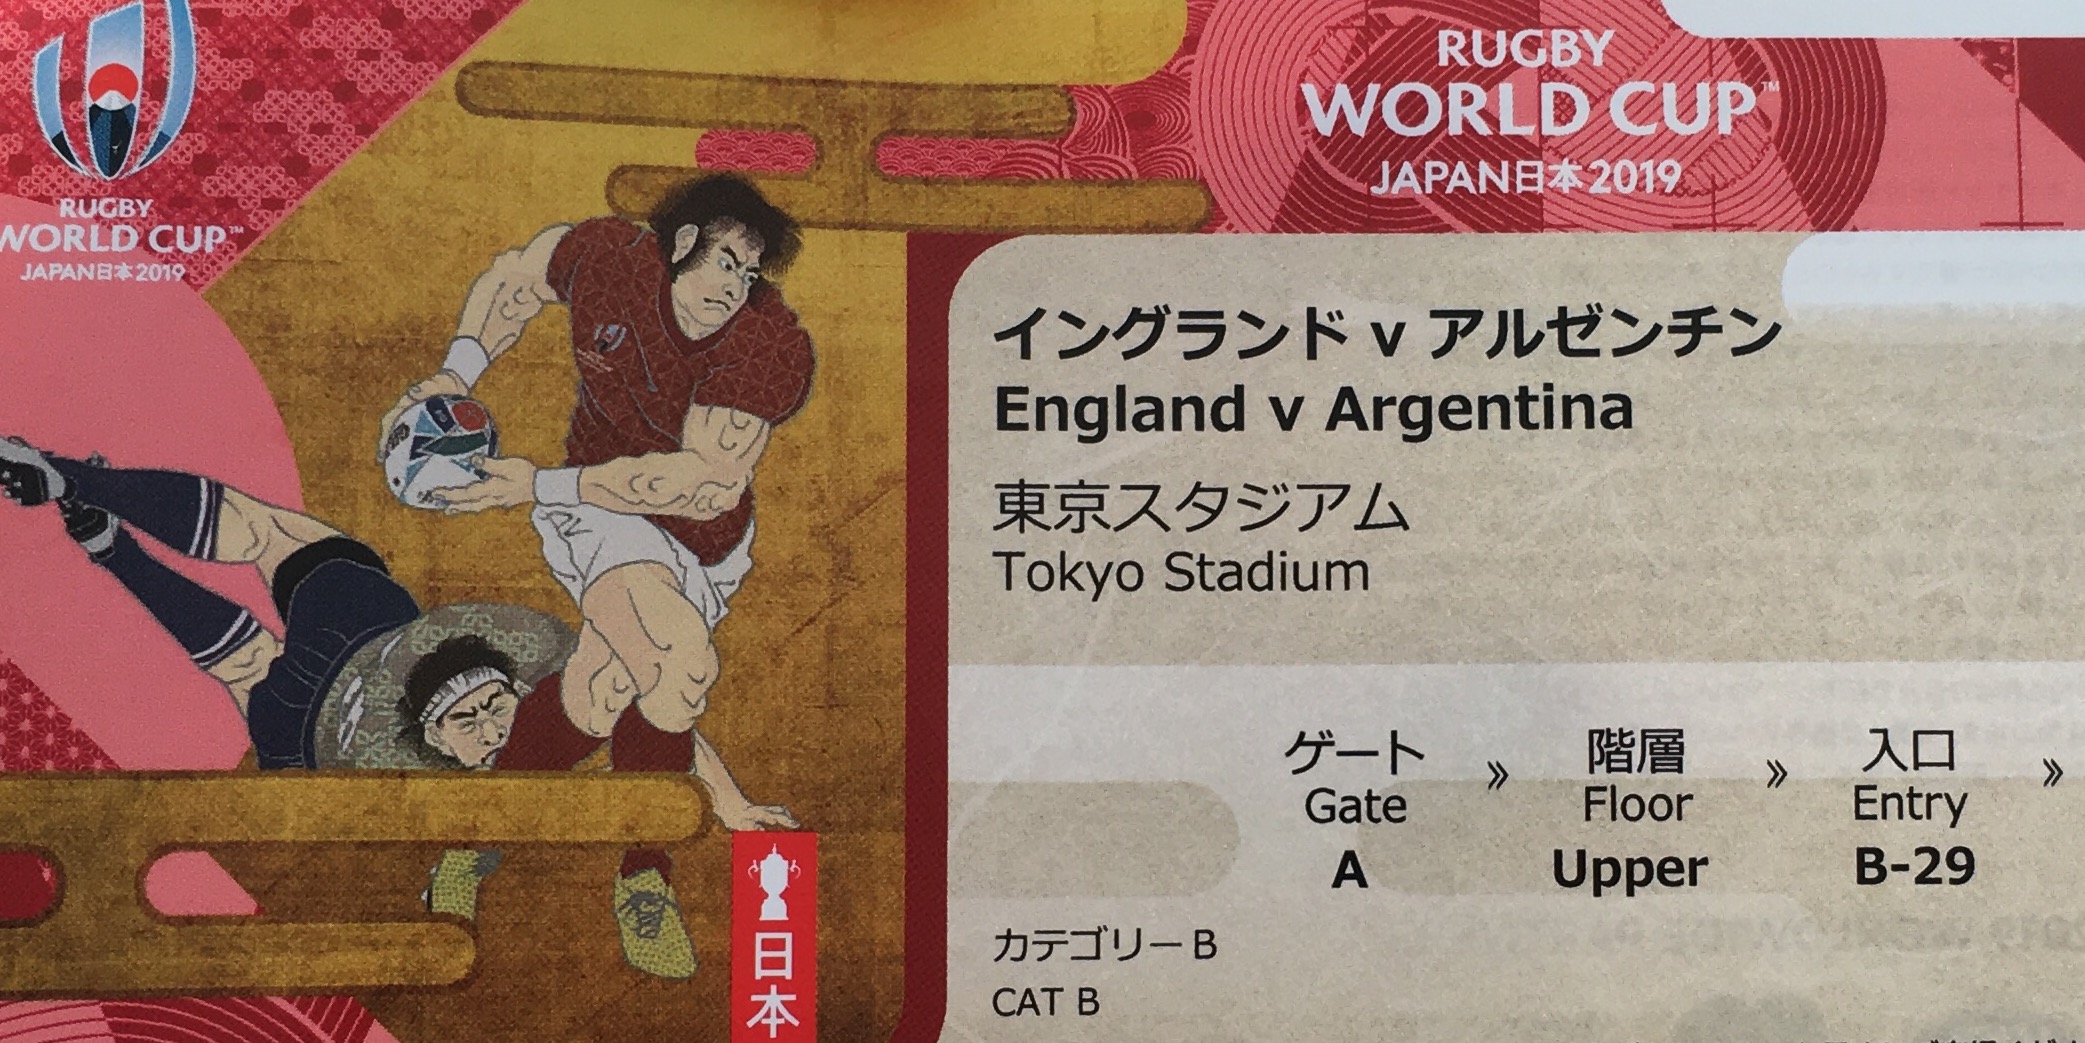 RUGBY
WORLD CUP™
JAPAN日本2019
RUGBY
WORLD CUP™
JAPAN日本2019
イングランド v アルゼンチン
England v Argentina
東京スタジアム
Tokyo Stadium
ゲート » 階層 » 入口 »
Gate Floor Entry
A Upper B-29
カテゴリーB
CAT B
日本